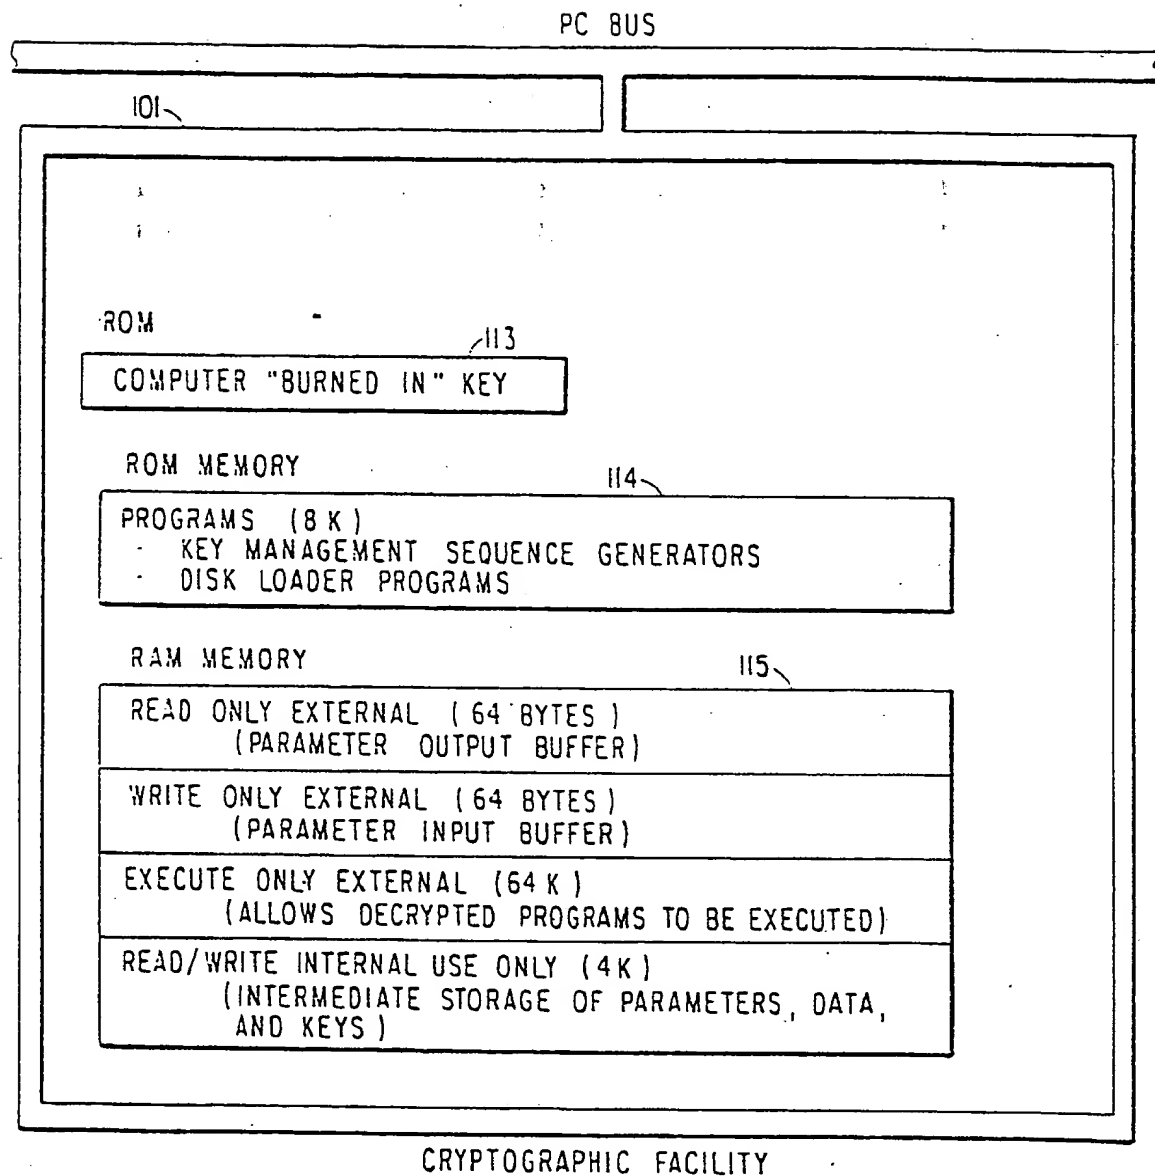 PC BUS
101
ROM
113
COMPUTER "BURNED IN" KEY
ROM MEMORY
114
PROGRAMS (8K)
- KEY MANAGEMENT SEQUENCE GENERATORS
- DISK LOADER PROGRAMS
RAM MEMORY
115
READ ONLY EXTERNAL (64 BYTES)
(PARAMETER OUTPUT BUFFER)
WRITE ONLY EXTERNAL (64 BYTES)
(PARAMETER INPUT BUFFER)
EXECUTE ONLY EXTERNAL (64K)
(ALLOWS DECRYPTED PROGRAMS TO BE EXECUTED)
READ/WRITE INTERNAL USE ONLY (4K)
(INTERMEDIATE STORAGE OF PARAMETERS, DATA,
AND KEYS)
CRYPTOGRAPHIC FACILITY